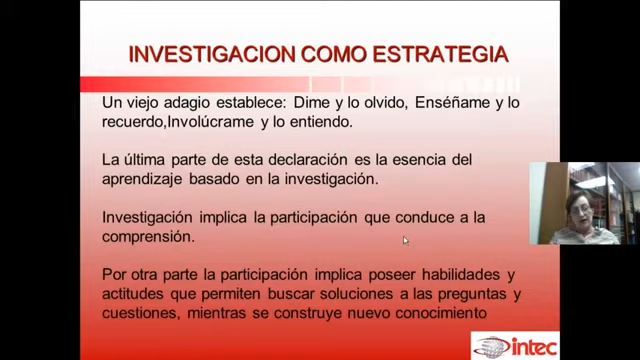 INVESTIGACION COMO ESTRATEGIA
Un viejo adagio establece: Dime y lo olvido, Enséñame y lo
recuerdo,Involúcrame y lo entiendo.
La última parte de esta declaración es la esencia del
aprendizaje basado en la investigación.
Investigación implica la participación que conduce a la
comprensión.
Por otra parte la participación implica poseer habilidades y
actitudes que permiten buscar soluciones a las preguntas y
cuestiones, mientras se construye nuevo conocimiento
intec